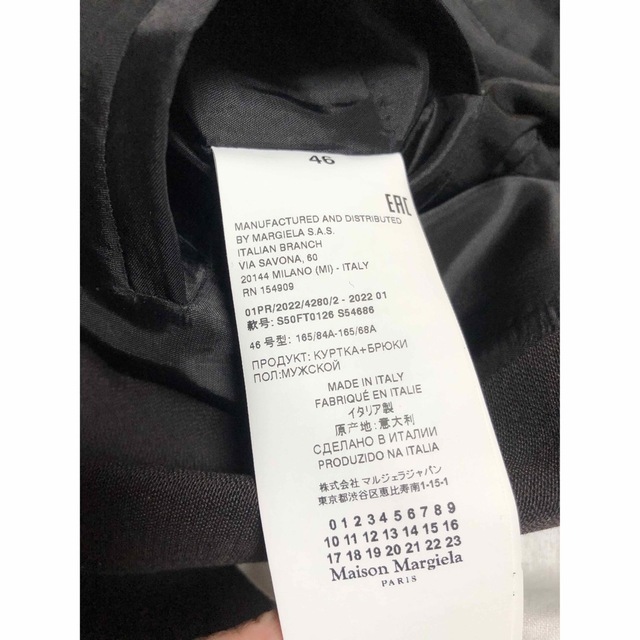 46
EAC
MANUFACTURED AND DISTRIBUTED
BY MARGIELA S.A.S.
ITALIAN BRANCH
VIA SAVONA, 60
20144 MILANO (MI) - ITALY
RN 154909
01PR/2022/4280/2 - 2022 01
款号: S50FT0126 S54686
46 号型: 165/84A-165/68A
ПРОДУКТ: КУРТКА+БРЮКИ
ПОЛ:МУЖСКОЙ
MADE IN ITALY
FABRIQUÉ EN ITALIE
イタリア製
原产地: 意大利
СДЕЛАНО В ИТАЛИИ
PRODUZIDO NA ITALIA
株式会社 マルジェラジャパン
東京都渋谷区恵比寿南1-15-1
0 1 2 3 4 5 6 7 8 9
10 11 12 13 14 15 16
17 18 19 20 21 22 23
Maison Margiela
PARIS